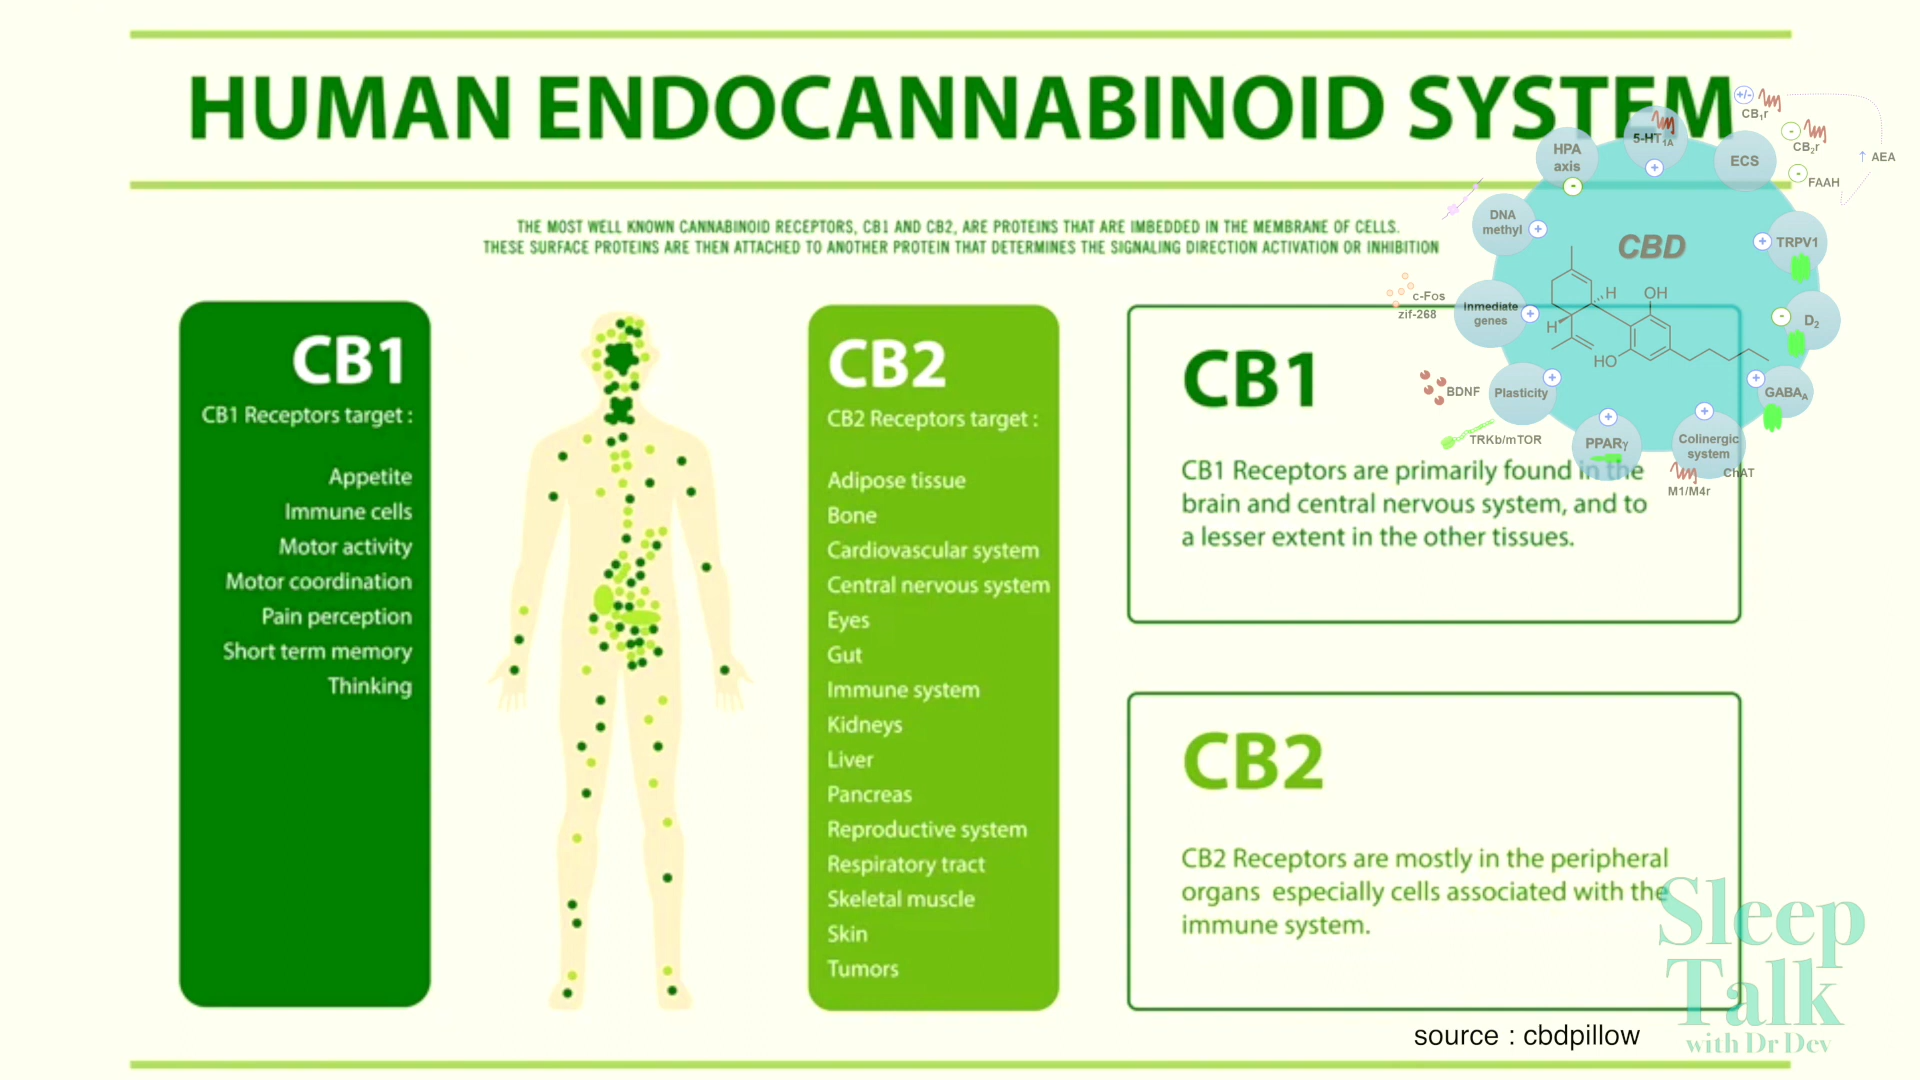 HUMAN ENDOCANNABINOID SYSTEM
THE MOST WELL KNOWN CANNABINOID RECEPTORS, CB1 AND CB2, ARE PROTEINS THAT ARE IMBEDDED IN THE MEMBRANE OF CELLS.
THESE SURFACE PROTEINS ARE THEN ATTACHED TO ANOTHER PROTEIN THAT DETERMINES THE SIGNALING DIRECTION ACTIVATION OR INHIBITION
CB1
CB1 Receptors target :
Appetite
Immune cells
Motor activity
Motor coordination
Pain perception
Short term memory
Thinking
CB2
CB2 Receptors target :
Adipose tissue
Bone
Cardiovascular system
Central nervous system
Eyes
Gut
Immune system
Kidneys
Liver
Pancreas
Reproductive system
Respiratory tract
Skeletal muscle
Skin
Tumors
CB1
CB1 Receptors are primarily found in the
brain and central nervous system, and to
a lesser extent in the other tissues.
CB2
CB2 Receptors are mostly in the peripheral
organs especially cells associated with the
immune system.
CBD
H
OH
H
HO
HPA
axis
-
5-HT1A
+
ECS
+/-
CB1r
-
CB2r
-
FAAH
↑ AEA
+
TRPV1
-
D2
+
GABAA
+
Colinergic
system
ChAT
M1/M4r
+
PPARγ
+
Plasticity
BDNF
TRKb/mTOR
+
Inmediate
genes
c-Fos
zif-268
DNA
methyl
+
source : cbdpillow
Sleep
Talk
with Dr Dev